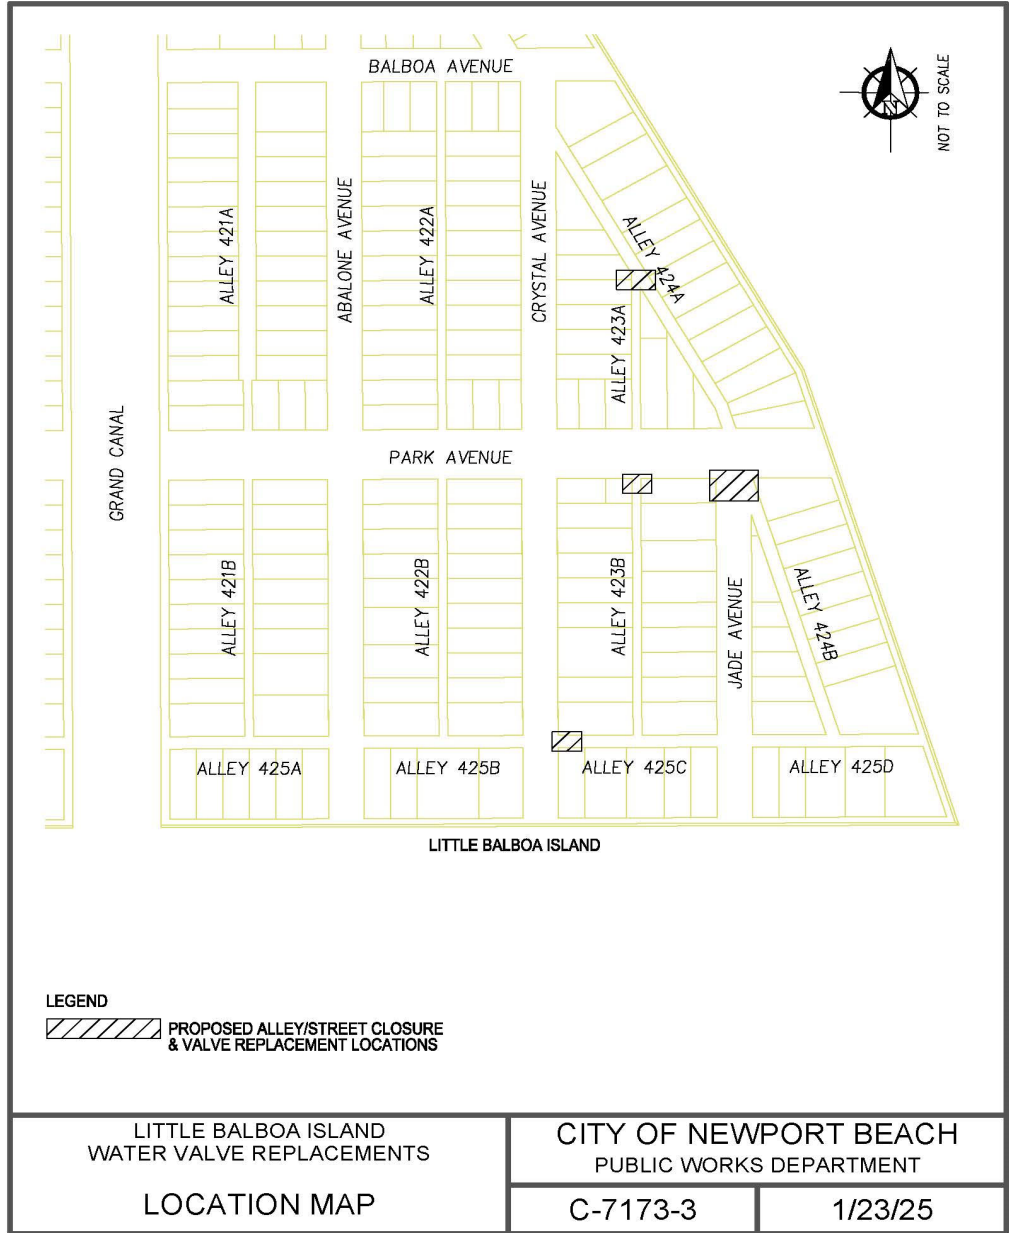 BALBOA AVENUE
N
NOT TO SCALE
ALLEY 421A
ABALONE AVENUE
ALLEY 422A
CRYSTAL AVENUE
ALLEY 424A
ALLEY 423A
GRAND CANAL
PARK AVENUE
ALLEY 421B
ALLEY 422B
ALLEY 423B
JADE AVENUE
ALLEY 424B
ALLEY 425A
ALLEY 425B
ALLEY 425C
ALLEY 425D
LITTLE BALBOA ISLAND
LEGEND
PROPOSED ALLEY/STREET CLOSURE
& VALVE REPLACEMENT LOCATIONS
LITTLE BALBOA ISLAND
WATER VALVE REPLACEMENTS
LOCATION MAP
CITY OF NEWPORT BEACH
PUBLIC WORKS DEPARTMENT
C-7173-3
1/23/25